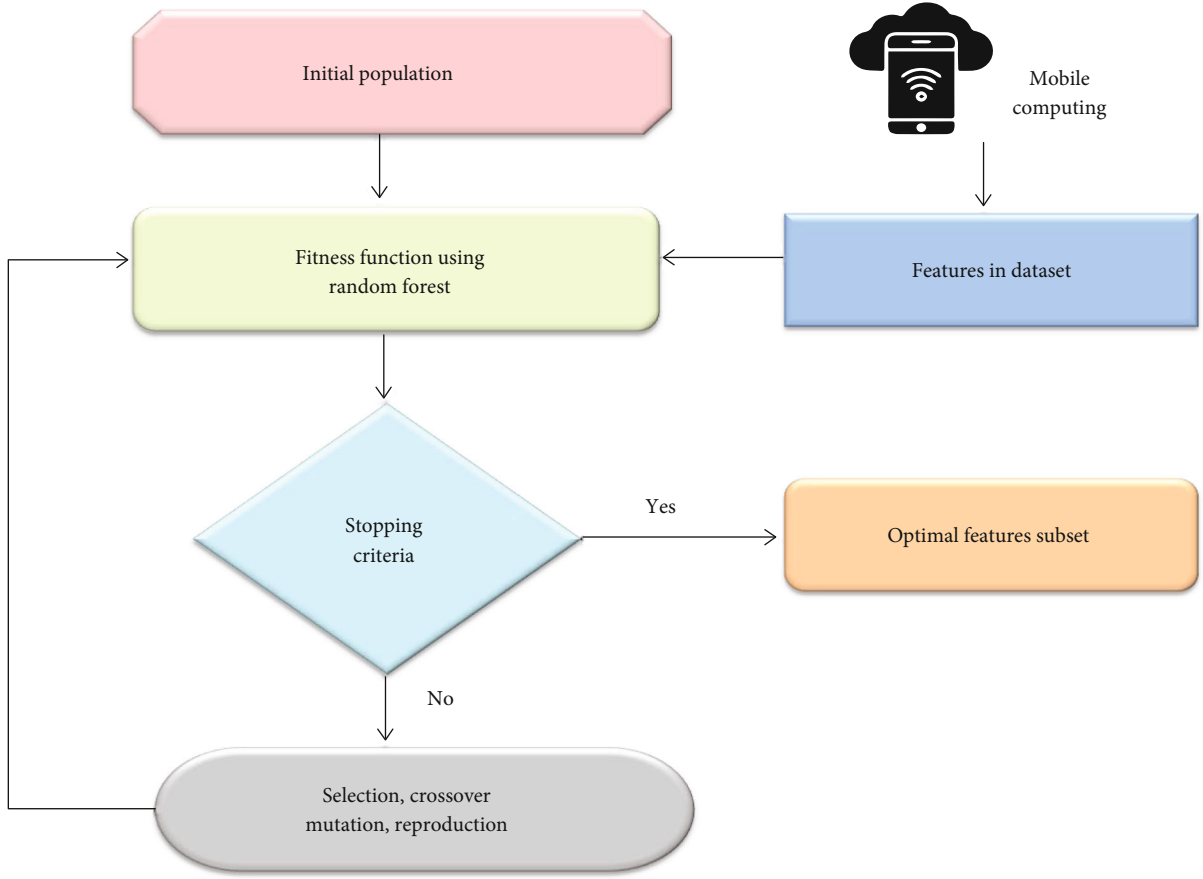 Initial population
Mobile
computing
Fitness function using
random forest
Features in dataset
Stopping
criteria
Yes
Optimal features subset
No
Selection, crossover
mutation, reproduction